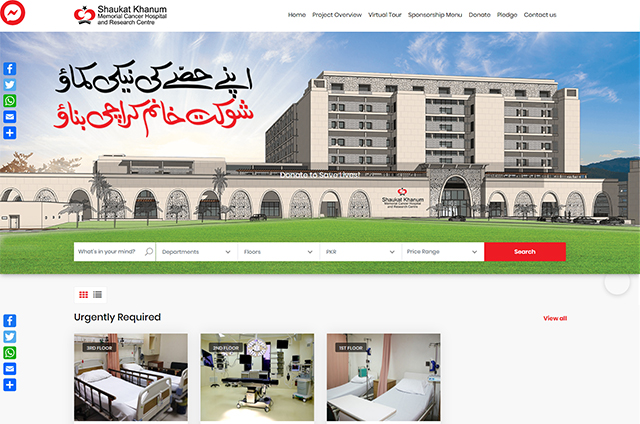 Shaukat Khanum
Memorial Cancer Hospital
and Research Centre
Home Project Overview Virtual Tour Sponsorship Menu Donate Pledge Contact us
اپنے حصّے کی نیکی کماؤ
شوکت خانم کراچی بناؤ
Donate to Save Lives!
Shaukat Khanum
Memorial Cancer Hospital
and Research Centre
What's in your mind? Departments Floors PKR Price Range Search
Urgently Required View all
3RD FLOOR 2ND FLOOR 1ST FLOOR